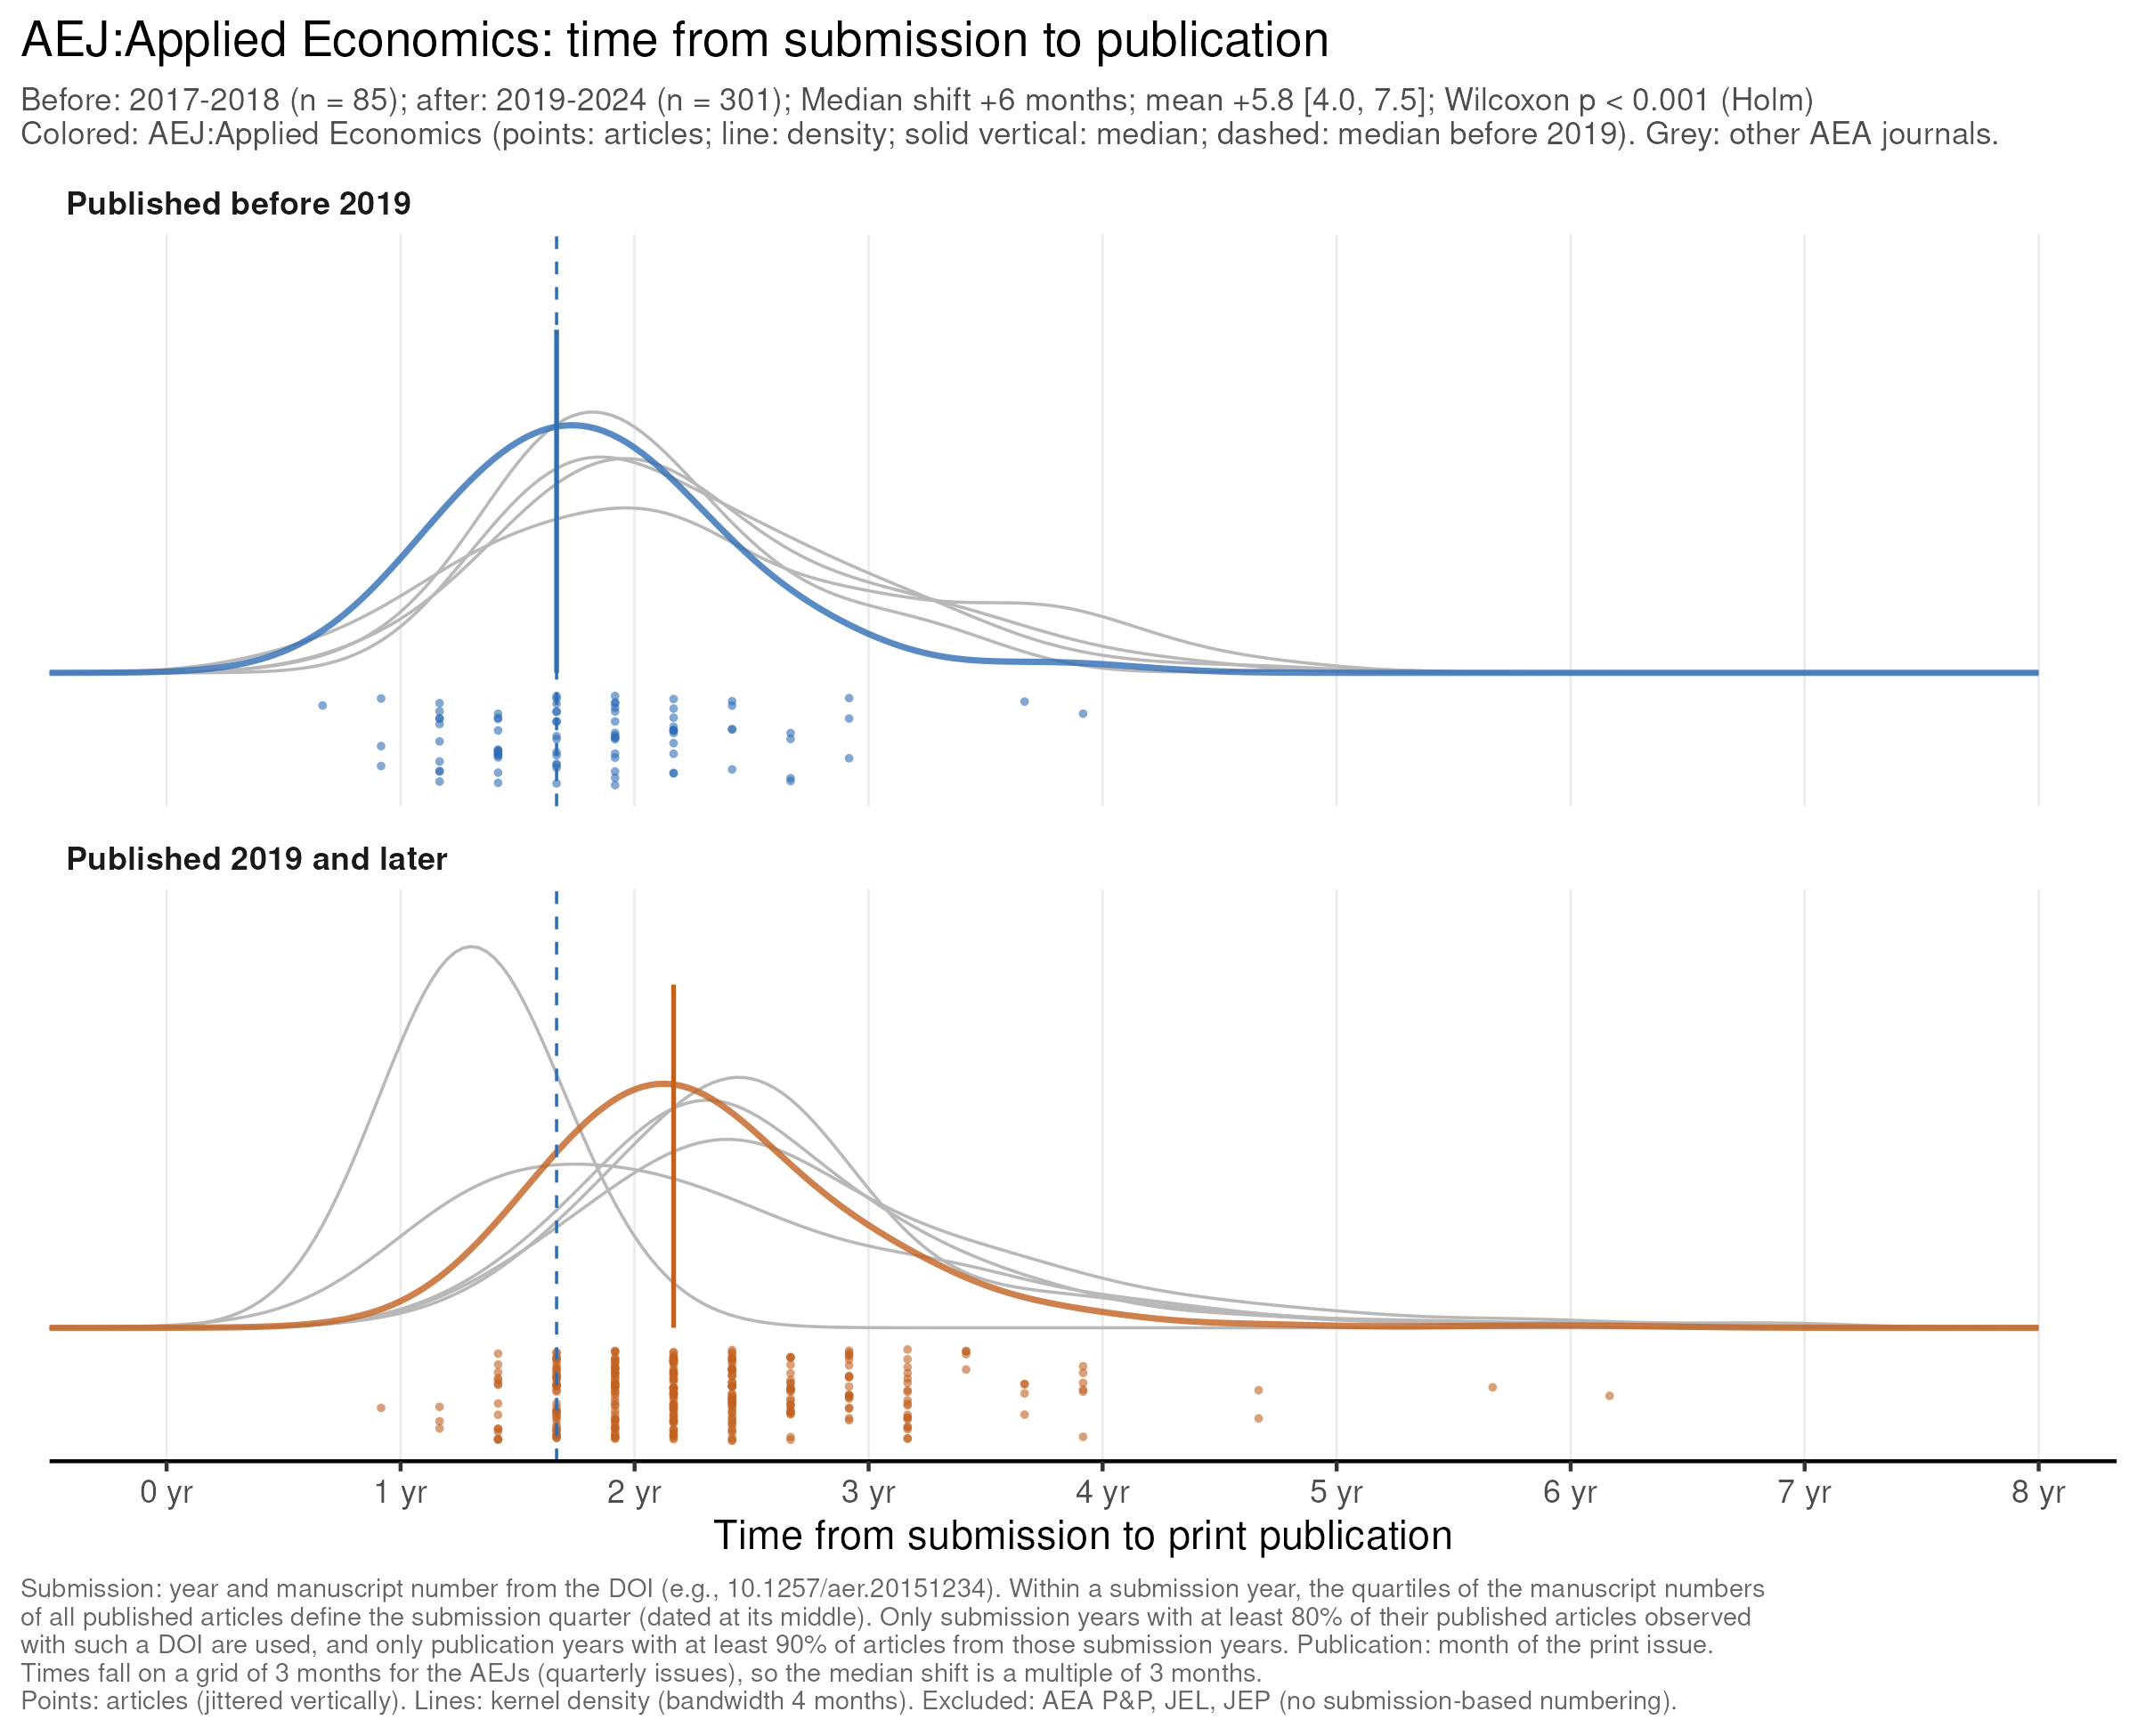 AEJ:Applied Economics: time from submission to publication
Before: 2017-2018 (n = 85); after: 2019-2024 (n = 301); Median shift +6 months; mean +5.8 [4.0, 7.5]; Wilcoxon p < 0.001 (Holm)
Colored: AEJ:Applied Economics (points: articles; line: density; solid vertical: median; dashed: median before 2019). Grey: other AEA journals.
Published before 2019
Published 2019 and later
0 yr 1 yr 2 yr 3 yr 4 yr 5 yr 6 yr 7 yr 8 yr
Time from submission to print publication
Submission: year and manuscript number from the DOI (e.g., 10.1257/aer.20151234). Within a submission year, the quartiles of the manuscript numbers
of all published articles define the submission quarter (dated at its middle). Only submission years with at least 80% of their published articles observed
with such a DOI are used, and only publication years with at least 90% of articles from those submission years. Publication: month of the print issue.
Times fall on a grid of 3 months for the AEJs (quarterly issues), so the median shift is a multiple of 3 months.
Points: articles (jittered vertically). Lines: kernel density (bandwidth 4 months). Excluded: AEA P&P, JEL, JEP (no submission-based numbering).